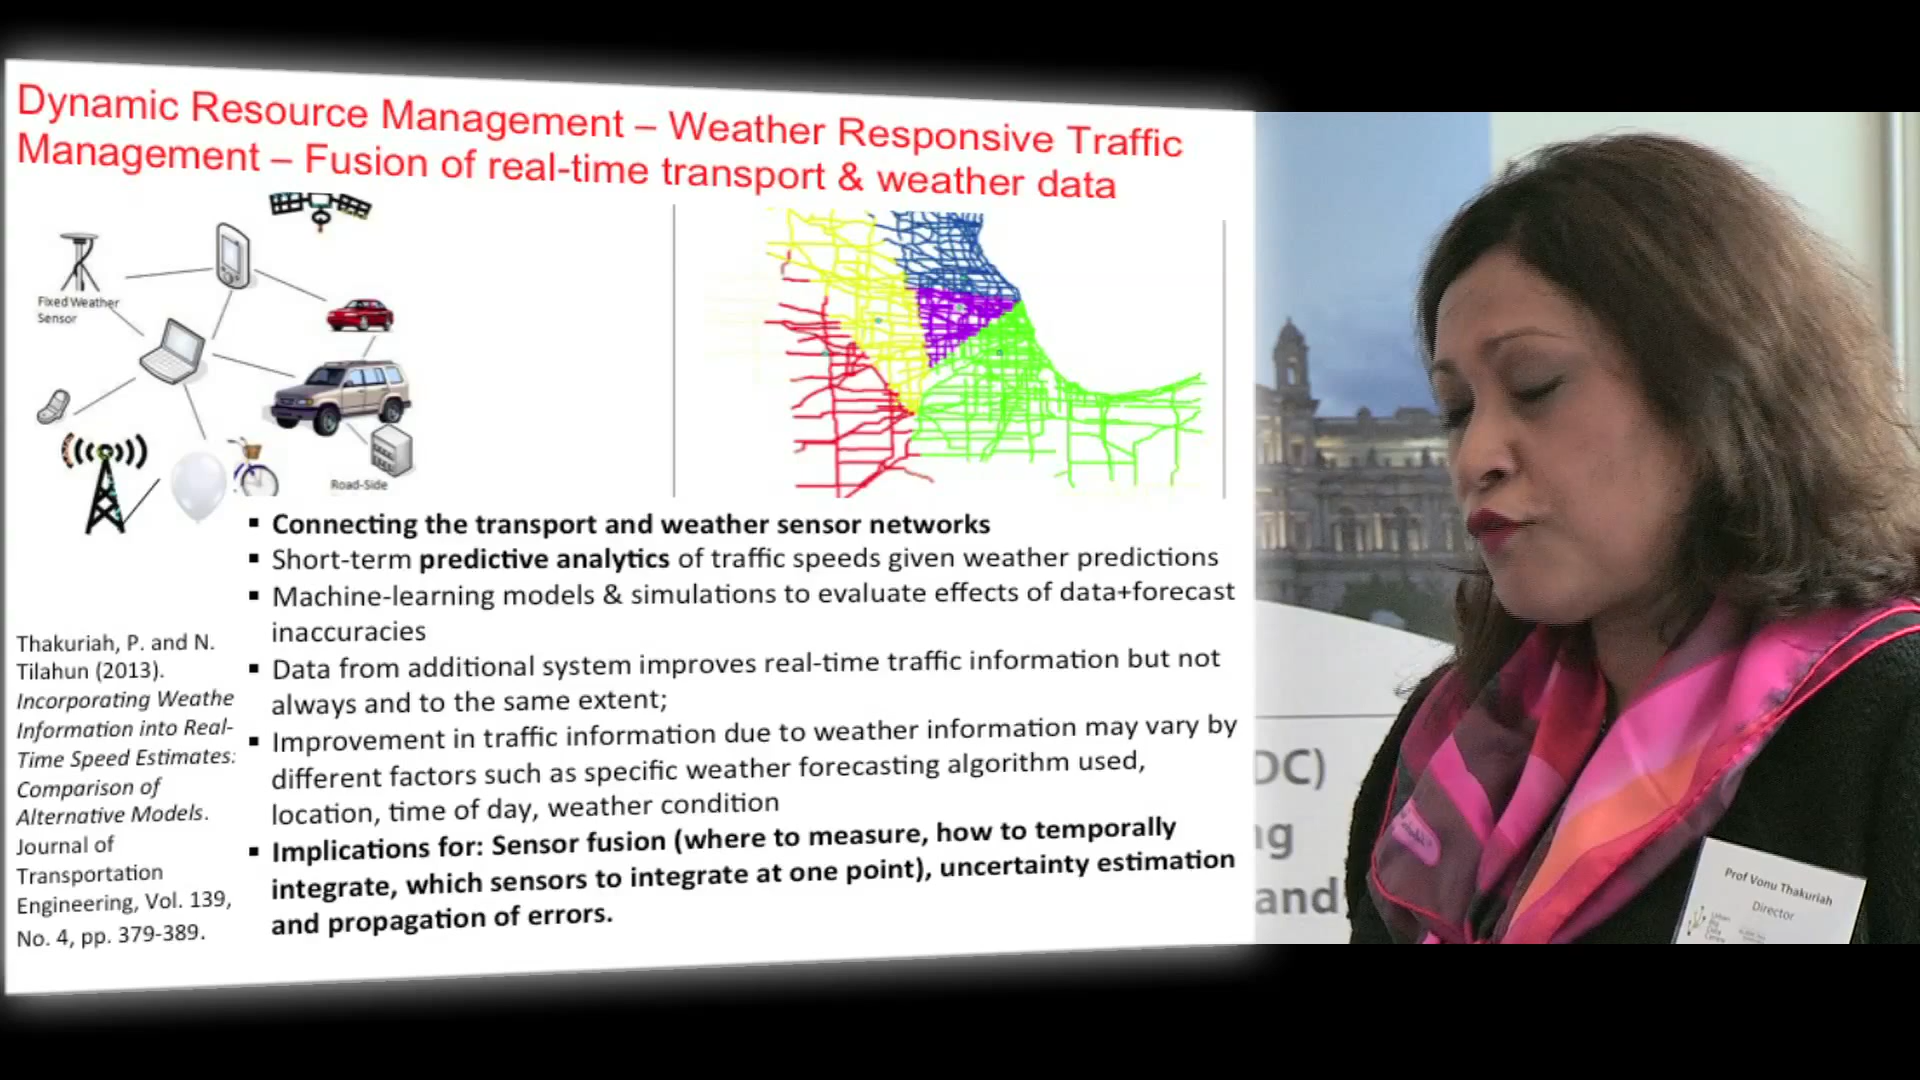 Dynamic Resource Management – Weather Responsive Traffic
Management – Fusion of real-time transport & weather data
Fixed Weather
Sensor
Road-Side
▪ Connecting the transport and weather sensor networks
▪ Short-term predictive analytics of traffic speeds given weather predictions
▪ Machine-learning models & simulations to evaluate effects of data+forecast
inaccuracies
▪ Data from additional system improves real-time traffic information but not
always and to the same extent;
▪ Improvement in traffic information due to weather information may vary by
different factors such as specific weather forecasting algorithm used,
location, time of day, weather condition
▪ Implications for: Sensor fusion (where to measure, how to temporally
integrate, which sensors to integrate at one point), uncertainty estimation
and propagation of errors.
Thakuriah, P. and N.
Tilahun (2013).
Incorporating Weathe
Information into Real-
Time Speed Estimates:
Comparison of
Alternative Models.
Journal of
Transportation
Engineering, Vol. 139,
No. 4, pp. 379-389.
DC)
ng
and
Prof Vonu Thakuriah
Director
Urban
Big
Data
Centre